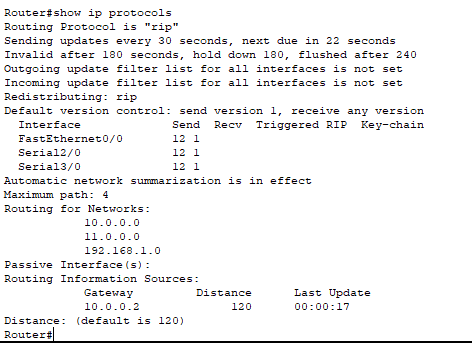 Router#show ip protocols
Routing Protocol is "rip"
Sending updates every 30 seconds, next due in 22 seconds
Invalid after 180 seconds, hold down 180, flushed after 240
Outgoing update filter list for all interfaces is not set
Incoming update filter list for all interfaces is not set
Redistributing: rip
Default version control: send version 1, receive any version
  Interface             Send  Recv  Triggered RIP  Key-chain
  FastEthernet0/0       12 1
  Serial2/0             12 1
  Serial3/0             12 1
Automatic network summarization is in effect
Maximum path: 4
Routing for Networks:
            10.0.0.0
            11.0.0.0
            192.168.1.0
Passive Interface(s):
Routing Information Sources:
            Gateway         Distance      Last Update
            10.0.0.2             120      00:00:17
Distance: (default is 120)
Router#